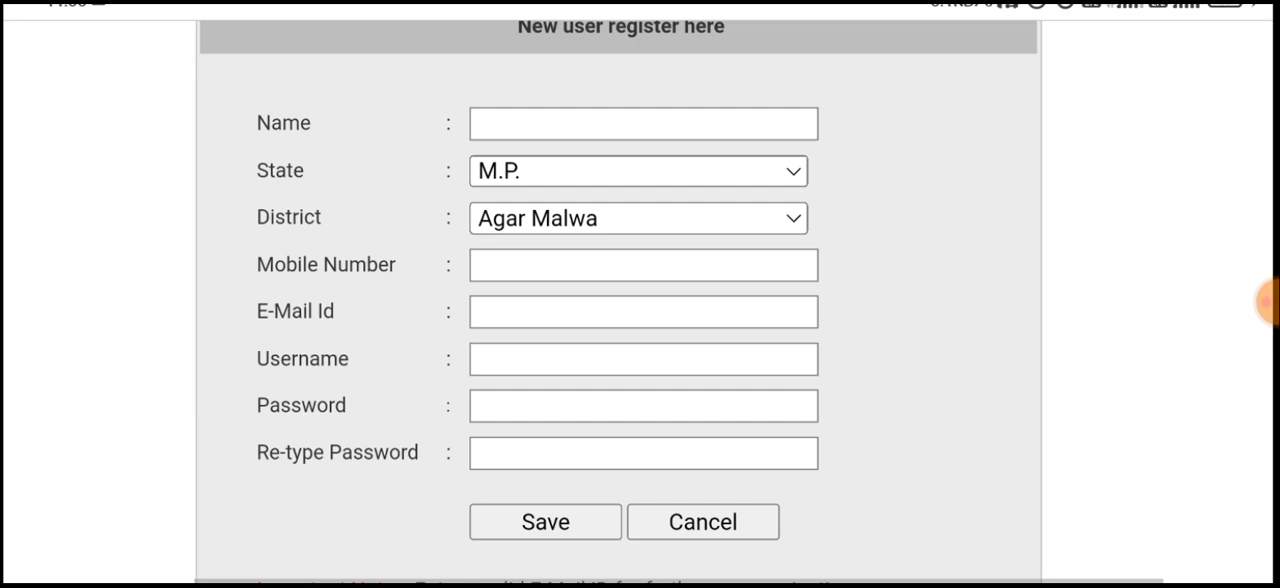 New user register here
Name :
State : M.P.
District : Agar Malwa
Mobile Number :
E-Mail Id :
Username :
Password :
Re-type Password :
Save Cancel